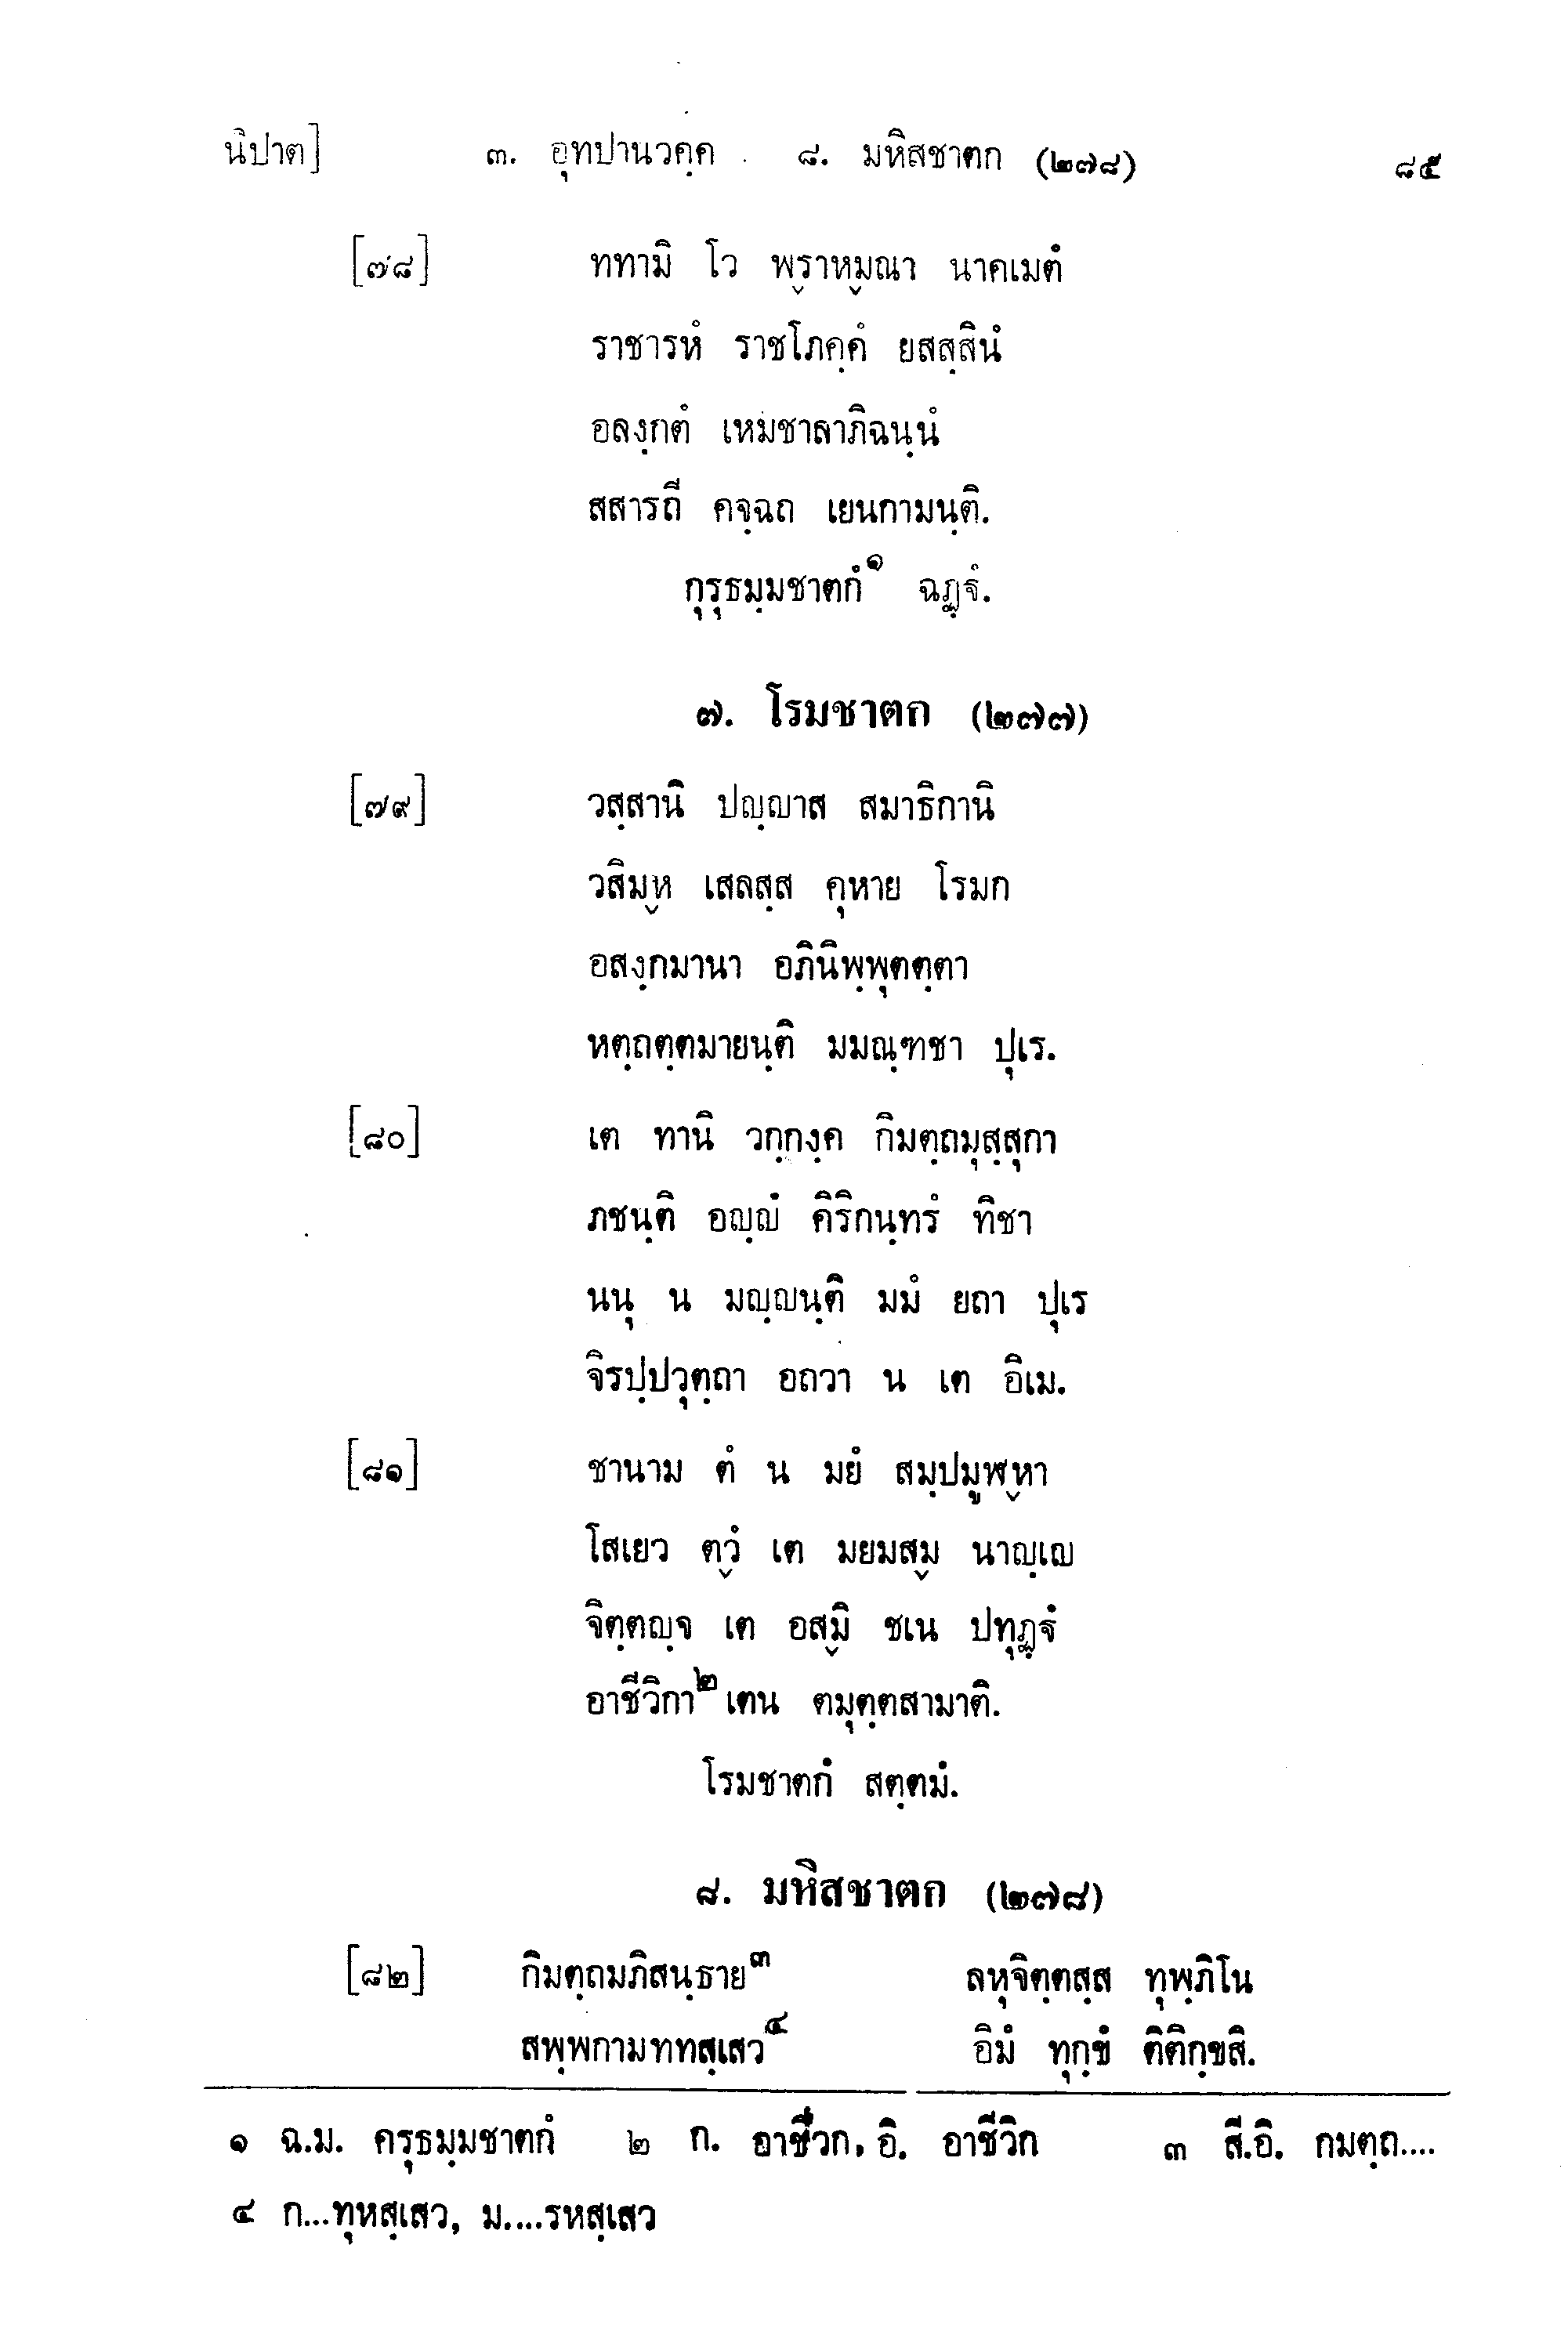 นิปาต] ๓. อุทปานวคฺค ๘. มหิสชาตก (๒๗๘) ๘๕
[๗๘] ททามิ โว พ๎ราห๎มณา นาคเมตํ
ราชารหํ ราชโภคฺคํ ยสสฺสินํ
อลงฺกตํ เหมชาลาภิฉนฺนํ
สสารถี คจฺฉถ เยนกามนฺติ.
กุรุธมฺมชาตกํ๑ ฉฏฺฐํ.
๗. โรมชาตก (๒๗๗)
[๗๙] วสฺสานิ ปญฺญาส สมาธิกานิ
วสิม๎ห เสลสฺส คุหาย โรมก
อสงฺกมานา อภินิพฺพุตตฺตา
หตฺถตฺตมายนฺติ มมณฺฑชา ปุเร.
[๘๐] เต ทานิ วกฺกงฺค กิมตฺถมุสฺสุกา
ภชนฺติ อญฺญํ คิริกนฺทรํ ทิชา
นนุ น มญฺญนฺติ มมํ ยถา ปุเร
จิรปฺปวุตฺถา อถวา น เต อิเม.
[๘๑] ชานาม ตํ น มยํ สมฺปมูฬ๎หา
โสเยว ต๎วํ เต มยมส๎ม นาญฺเญ
จิตฺตญฺจ เต อส๎มิ ชเน ปทุฏฺฐํ
อาชีวิกา๒ เตน ตมุตฺตสามาติ.
โรมชาตกํ สตฺตมํ.
๘. มหิสชาตก (๒๗๘)
[๘๒] กิมตฺถมภิสนฺธาย๓ ลหุจิตฺตสฺส ทุพฺภิโน
สพฺพกามททสฺเสว๔ อิมํ ทุกฺขํ ติติกฺขสิ.
๑ ฉ.ม. ครุธมฺมชาตกํ ๒ ก. อาชีวก, อิ. อาชีวิก ๓ สี.อิ. กมตฺถ....
๔ ก...ทุหสฺเสว, ม....รหสฺเสว